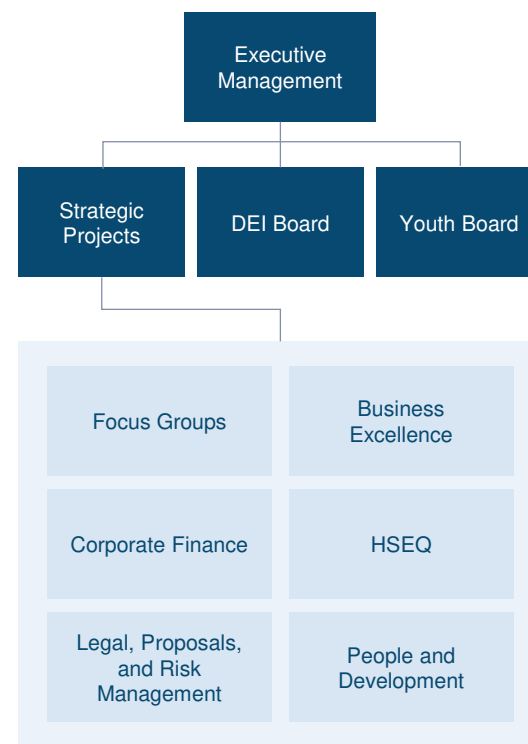 Executive
Management
Strategic
Projects
DEI Board
Youth Board
Focus Groups
Business
Excellence
Corporate Finance
HSEQ
Legal, Proposals,
and Risk
Management
People and
Development